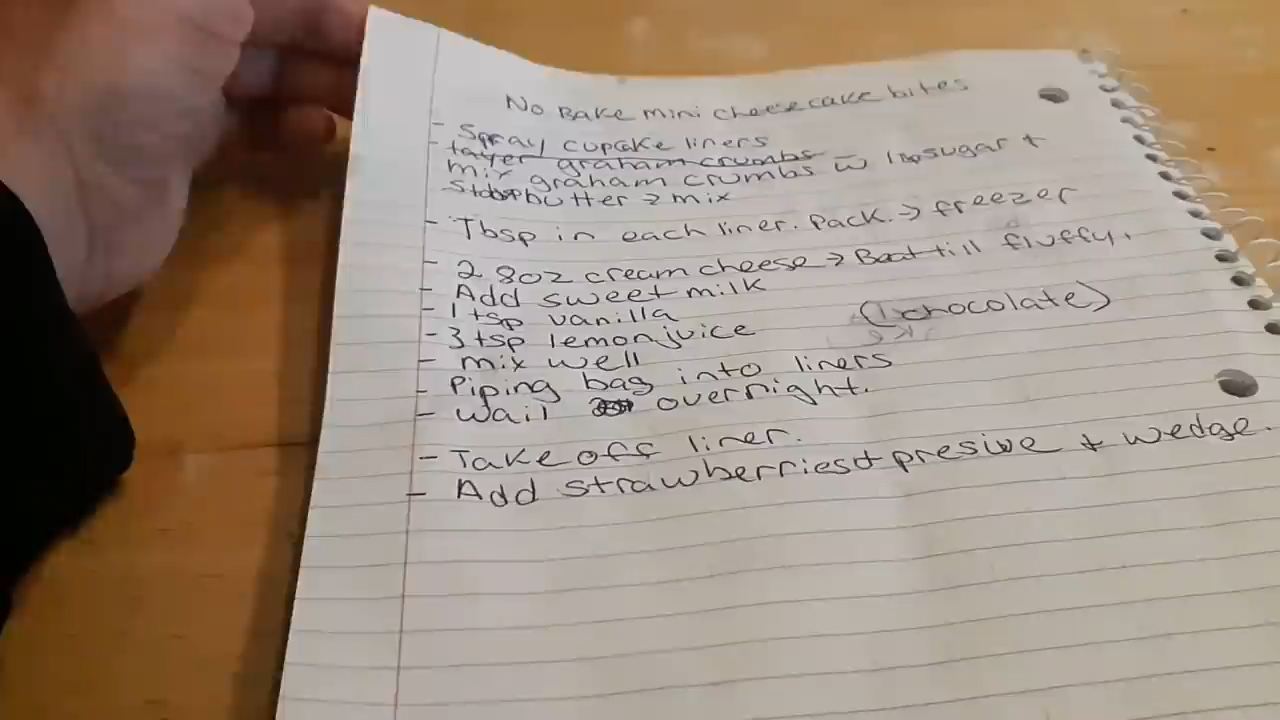 No Bake mini cheesecake bites
- Spray cupcake liners
- layer graham crumbs
mix graham crumbs w sugar +
butter → mix
- Tbsp in each liner. Pack. → freezer
- 2 8oz cream cheese → Beat till fluffy.
- Add sweet milk
- 1 tsp vanilla (chocolate)
- 3 tsp lemon juice
- mix well
- Piping bag into liners
- Wail overnight.
- Take off liner.
- Add strawberries + presive + wedge.